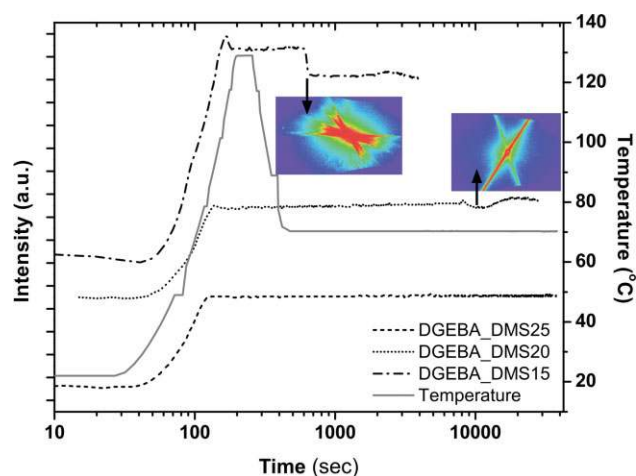 Intensity (a.u.)
140
120
100
80
60
40
20
Temperature (°C)
DGEBA_DMS25
DGEBA_DMS20
DGEBA_DMS15
Temperature
10
100
1000
10000
Time (sec)